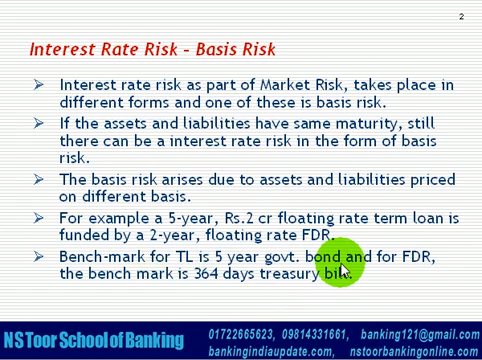 2
Interest Rate Risk – Basis Risk
Interest rate risk as part of Market Risk, takes place in
different forms and one of these is basis risk.
If the assets and liabilities have same maturity, still
there can be a interest rate risk in the form of basis
risk.
The basis risk arises due to assets and liabilities priced
on different basis.
For example a 5-year, Rs.2 cr floating rate term loan is
funded by a 2-year, floating rate FDR.
Bench-mark for TL is 5 year govt. bond and for FDR,
the bench mark is 364 days treasury bill.
NS Toor School of Banking
01722665623, 09814331661, banking121@gmail.com
bankingindiaupdate.com, nstoorbankingonline.com